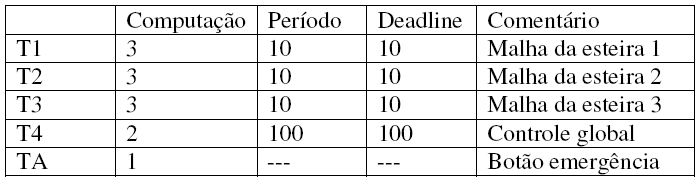 Computação Período Deadline Comentário
T1 3 10 10 Malha da esteira 1
T2 3 10 10 Malha da esteira 2
T3 3 10 10 Malha da esteira 3
T4 2 100 100 Controle global
TA 1 --- --- Botão emergência